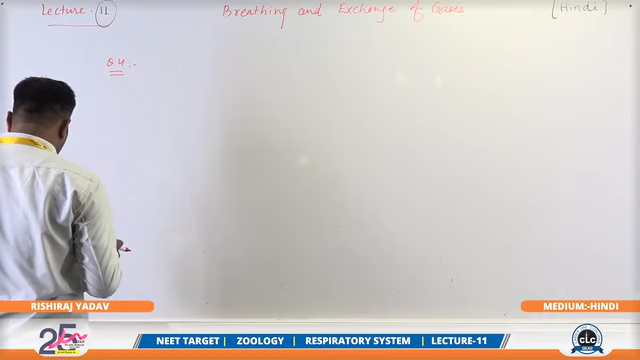 Lecture - 11
Breathing and Exchange of Gases
[Hindi]
Q.4 :-
RISHIRAJ YADAV
MEDIUM:-HINDI
25
NEET TARGET / ZOOLOGY / RESPIRATORY SYSTEM / LECTURE-11
CLC